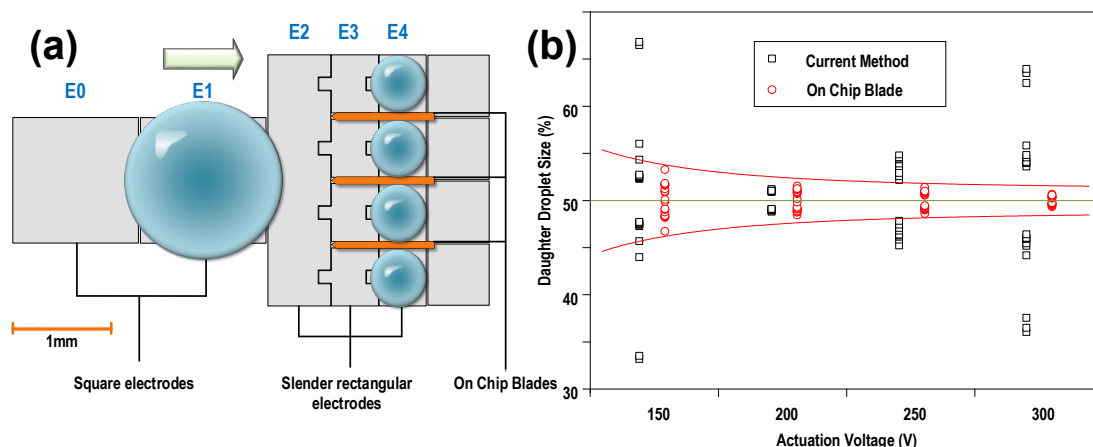 (a)
E0
E1
E2
E3
E4
1mm
Square electrodes
Slender rectangular
electrodes
On Chip Blades
(b)
Current Method
On Chip Blade
Daughter Droplet Size (%)
60
50
40
30
150
200
250
300
Actuation Voltage (V)